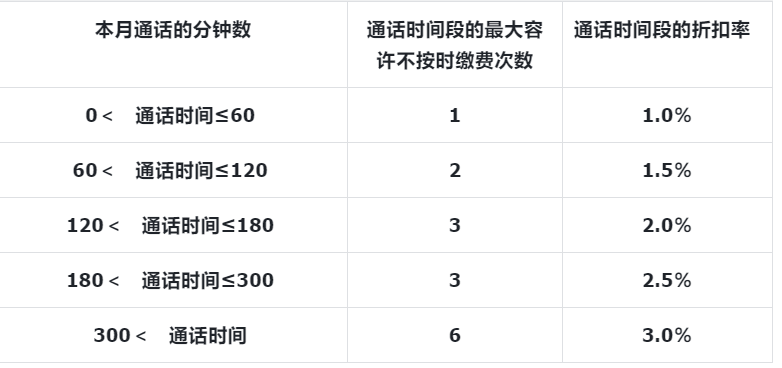 本月通话的分钟数 通话时间段的最大容 通话时间段的折扣率
许不按时缴费次数
0＜ 通话时间≤60 1 1.0%
60＜ 通话时间≤120 2 1.5%
120＜ 通话时间≤180 3 2.0%
180＜ 通话时间≤300 3 2.5%
300＜ 通话时间 6 3.0%